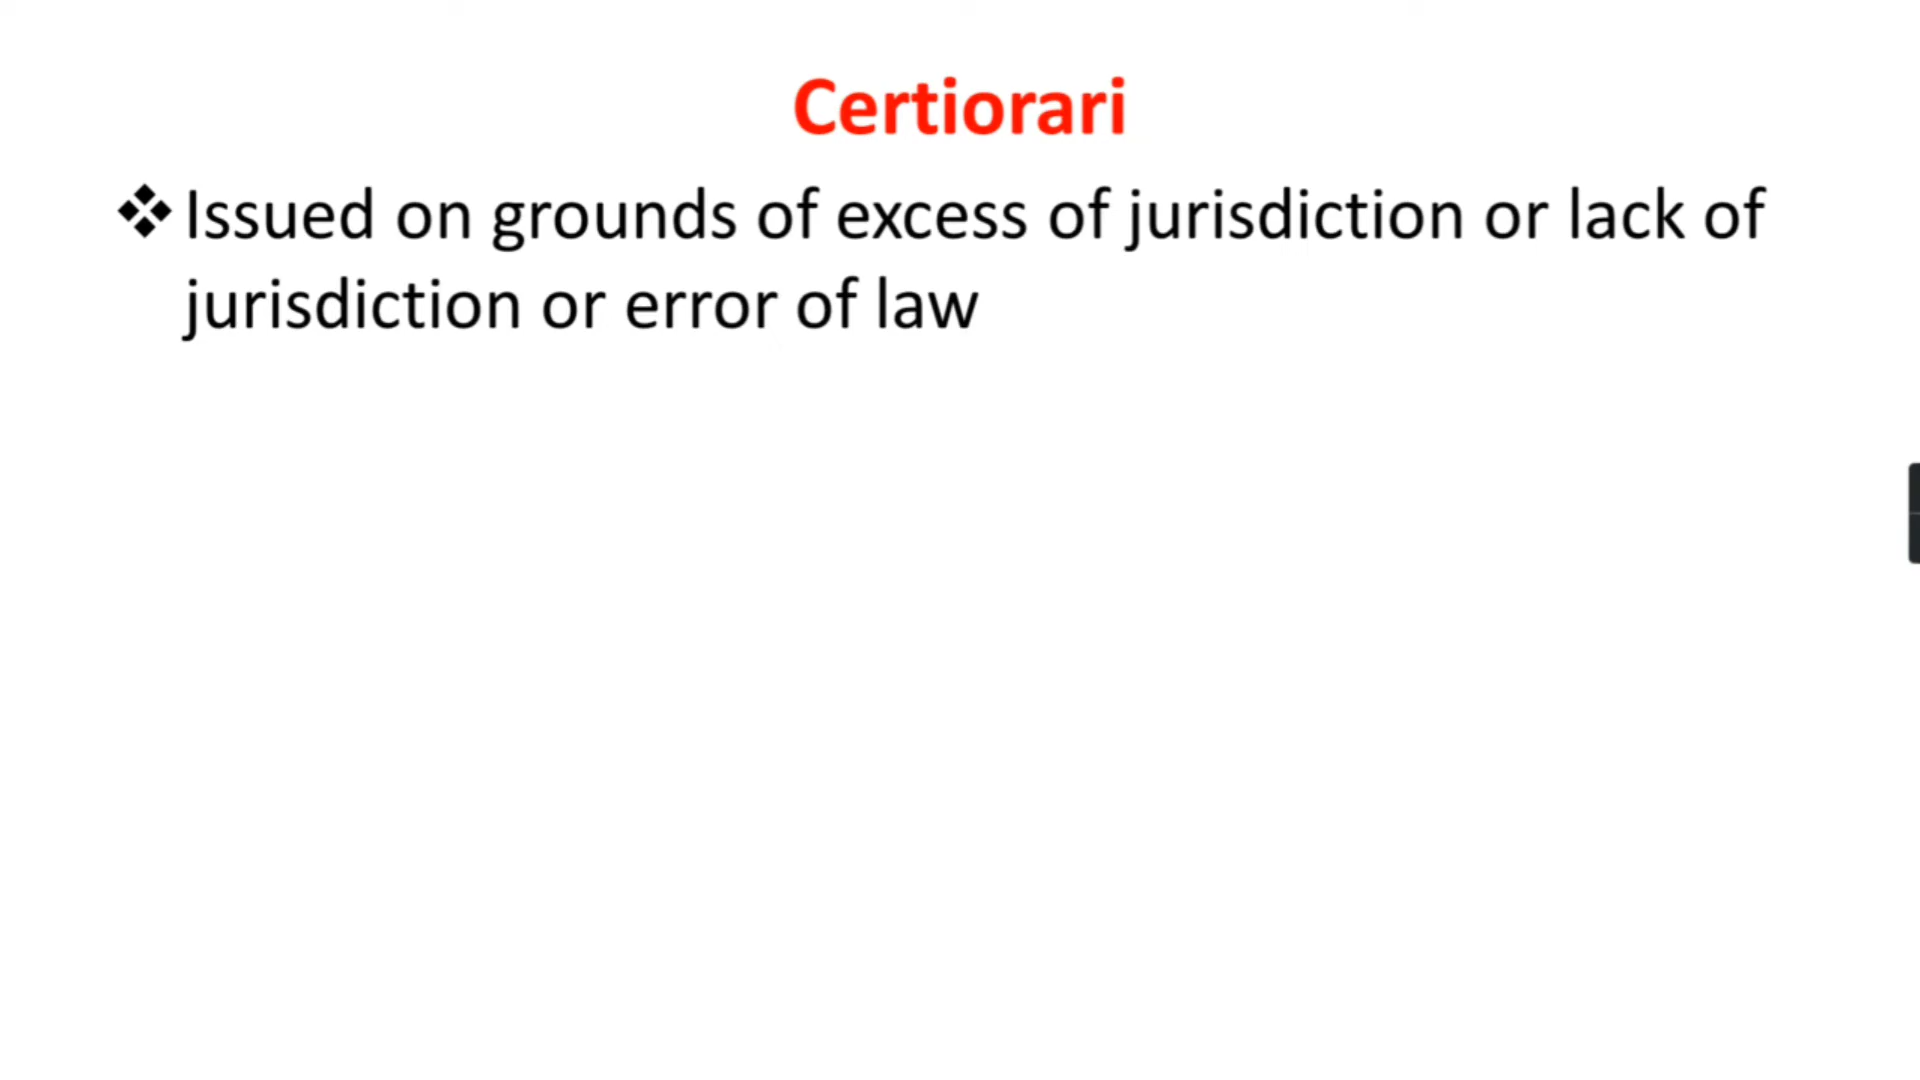 Certiorari
❖Issued on grounds of excess of jurisdiction or lack of
jurisdiction or error of law